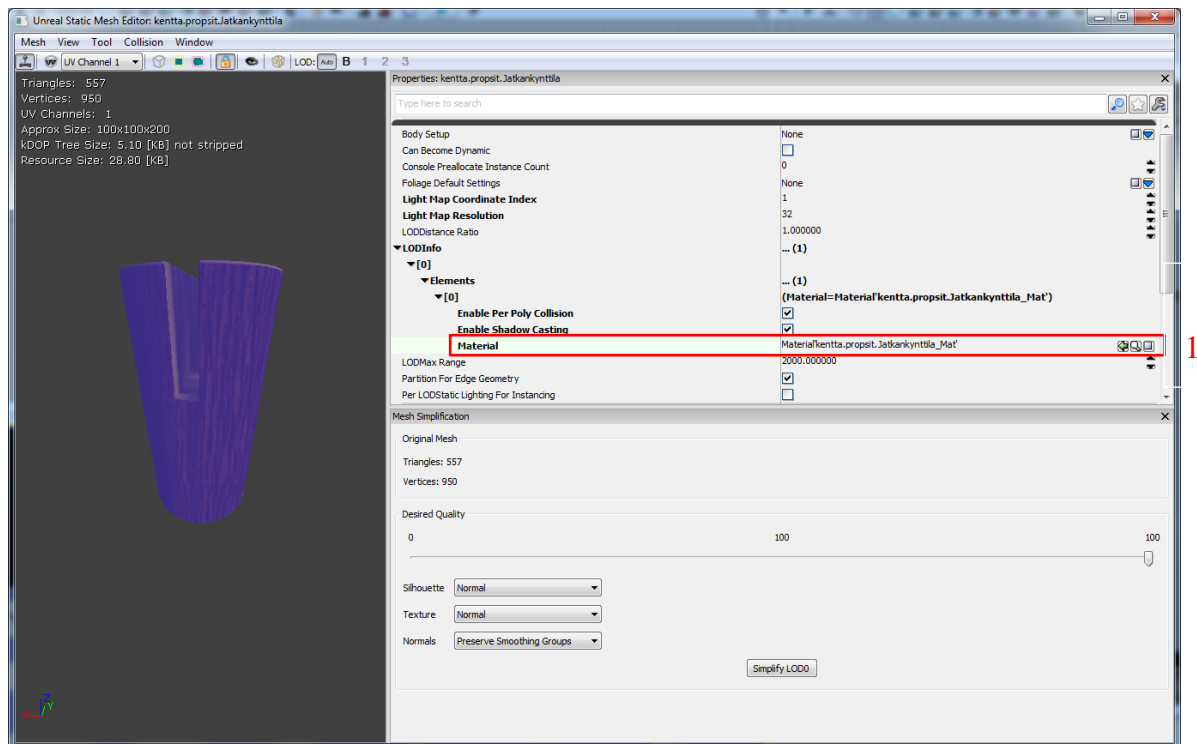 Unreal Static Mesh Editor: kentta.propsit.Jatkankynttila
Mesh View Tool Collision Window
UV Channel 1 LOD: Auto B 1 2 3
Triangles: 557
Vertices: 950
UV Channels: 1
Approx Size: 100x100x200
kDOP Tree Size: 5.10 [KB] not stripped
Resource Size: 28.80 [KB]
Z
Y
Properties: kentta.propsit.Jatkankynttila
Type here to search
Body Setup None
Can Become Dynamic
Console Preallocate Instance Count 0
Foliage Default Settings None
Light Map Coordinate Index 1
Light Map Resolution 32
LODDistance Ratio 1.000000
LODInfo ... (1)
[0]
Elements ... (1)
[0] (Material=Material'kentta.propsit.Jatkankynttila_Mat')
Enable Per Poly Collision
Enable Shadow Casting
Material Material'kentta.propsit.Jatkankynttila_Mat'
1
LODMax Range 2000.000000
Partition For Edge Geometry
Per LODStatic Lighting For Instancing
Mesh Simplification
Original Mesh
Triangles: 557
Vertices: 950
Desired Quality
0 100 100
Silhouette Normal
Texture Normal
Normals Preserve Smoothing Groups
Simplify LOD0